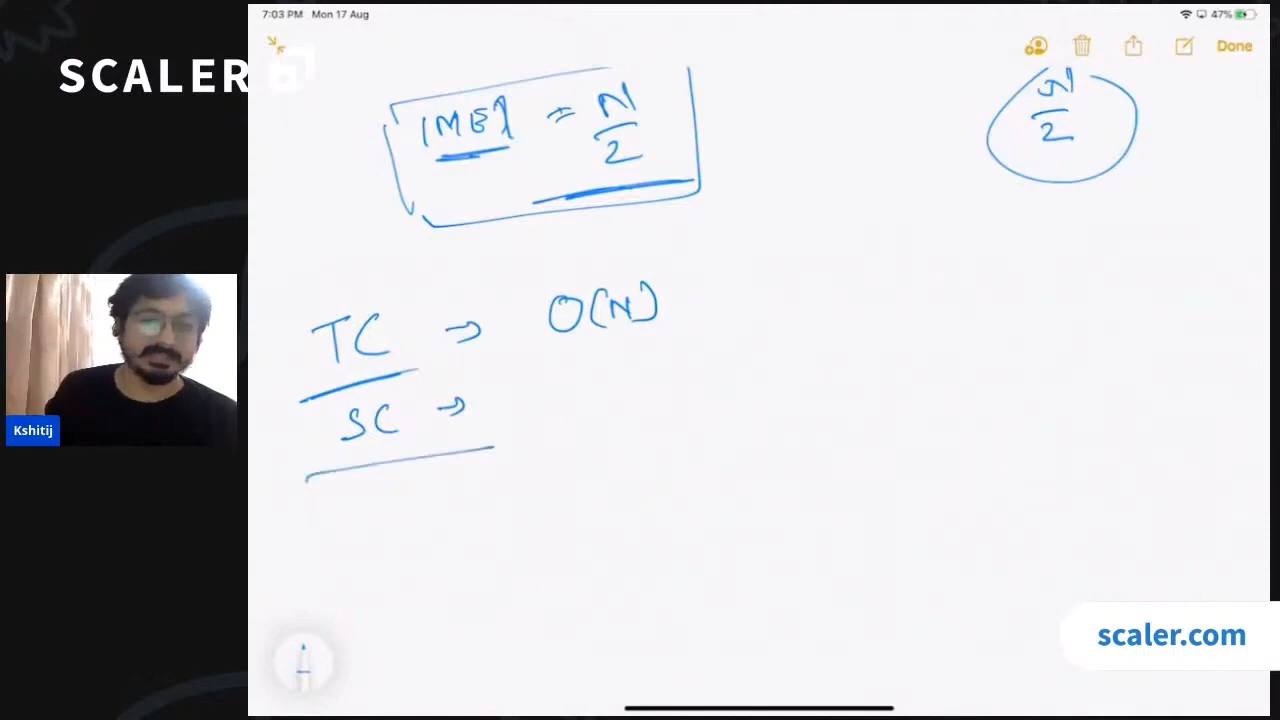 7:03 PM Mon 17 Aug
47%
Done
SCALER
|ME| = N/2
N/2
TC → O(N)
SC →
Kshitij
scaler.com